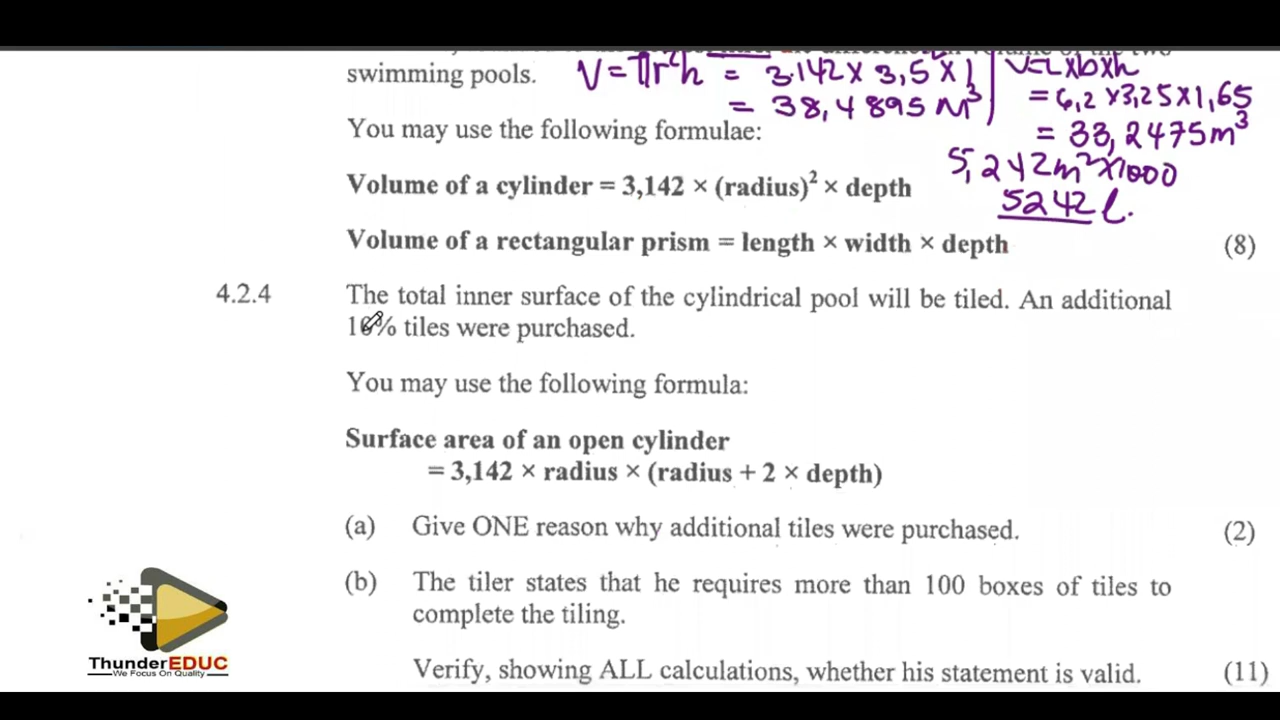 swimming pools. V = πr²h = 3.142 × 3,5² × 1
= 38,4895 m³
V = L × b × h
= 6,2 × 3,25 × 1,65
= 33,2475 m³
5,242 m² × 1000
5242 l.
You may use the following formulae:
Volume of a cylinder = 3,142 × (radius)² × depth
Volume of a rectangular prism = length × width × depth (8)
4.2.4 The total inner surface of the cylindrical pool will be tiled. An additional
tiles were purchased.
You may use the following formula:
Surface area of an open cylinder
= 3,142 × radius × (radius + 2 × depth)
(a) Give ONE reason why additional tiles were purchased. (2)
(b) The tiler states that he requires more than 100 boxes of tiles to
complete the tiling.
Verify, showing ALL calculations, whether his statement is valid. (11)
ThunderEDUC
We Focus On Quality